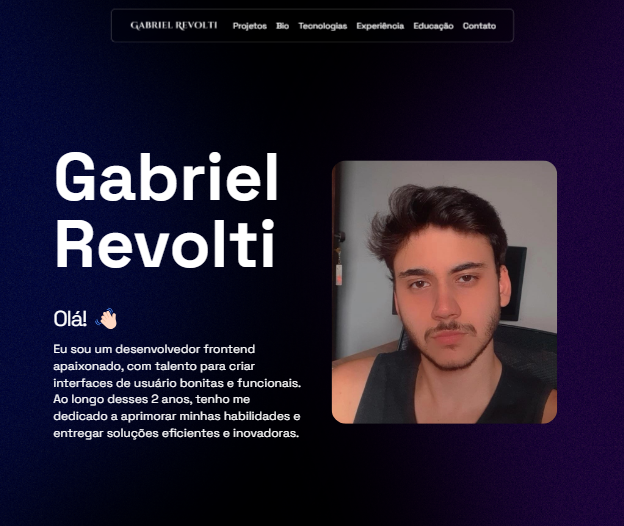 GABRIEL REVOLTI Projetos Bio Tecnologias Experiência Educação Contato
Gabriel
Revolti
Olá! 👋🏻
Eu sou um desenvolvedor frontend
apaixonado, com talento para criar
interfaces de usuário bonitas e funcionais.
Ao longo desses 2 anos, tenho me
dedicado a aprimorar minhas habilidades e
entregar soluções eficientes e inovadoras.